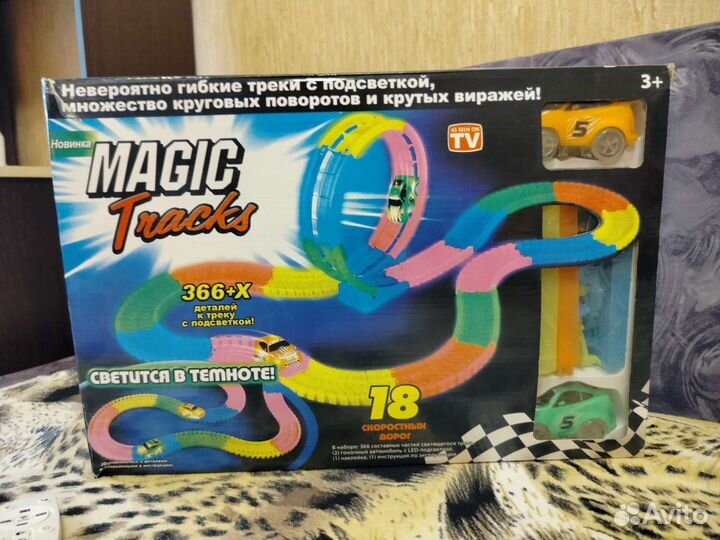 Невероятно гибкие треки с подсветкой,
множество круговых поворотов и крутых виражей!
3+
Новинка
MAGIC
Tracks
AS SEEN ON
TV
5
366+X
деталей
к треку
с подсветкой!
СВЕТИТСЯ В ТЕМНОТЕ!
18
СКОРОСТНЫХ
ДОРОГ
5
В наборе: 366 составных частей светящегося трека,
(2) гоночный автомобиль с LED-подсветкой,
(1) наклейка, (1) инструкция по
Avito